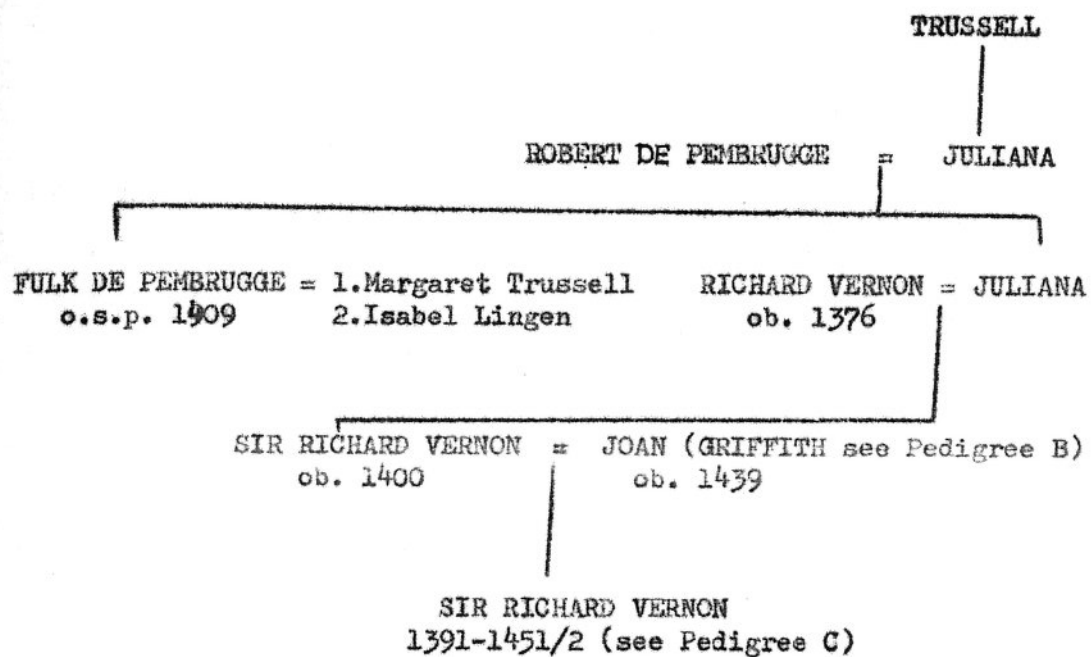 TRUSSELL
ROBERT DE PEMBRUGGE = JULIANA
FULK DE PEMBRUGGE = 1.Margaret Trussell RICHARD VERNON = JULIANA
o.s.p. 1409 2.Isabel Lingen ob. 1376
SIR RICHARD VERNON = JOAN (GRIFFITH see Pedigree B)
ob. 1400 ob. 1439
SIR RICHARD VERNON
1391-1451/2 (see Pedigree C)